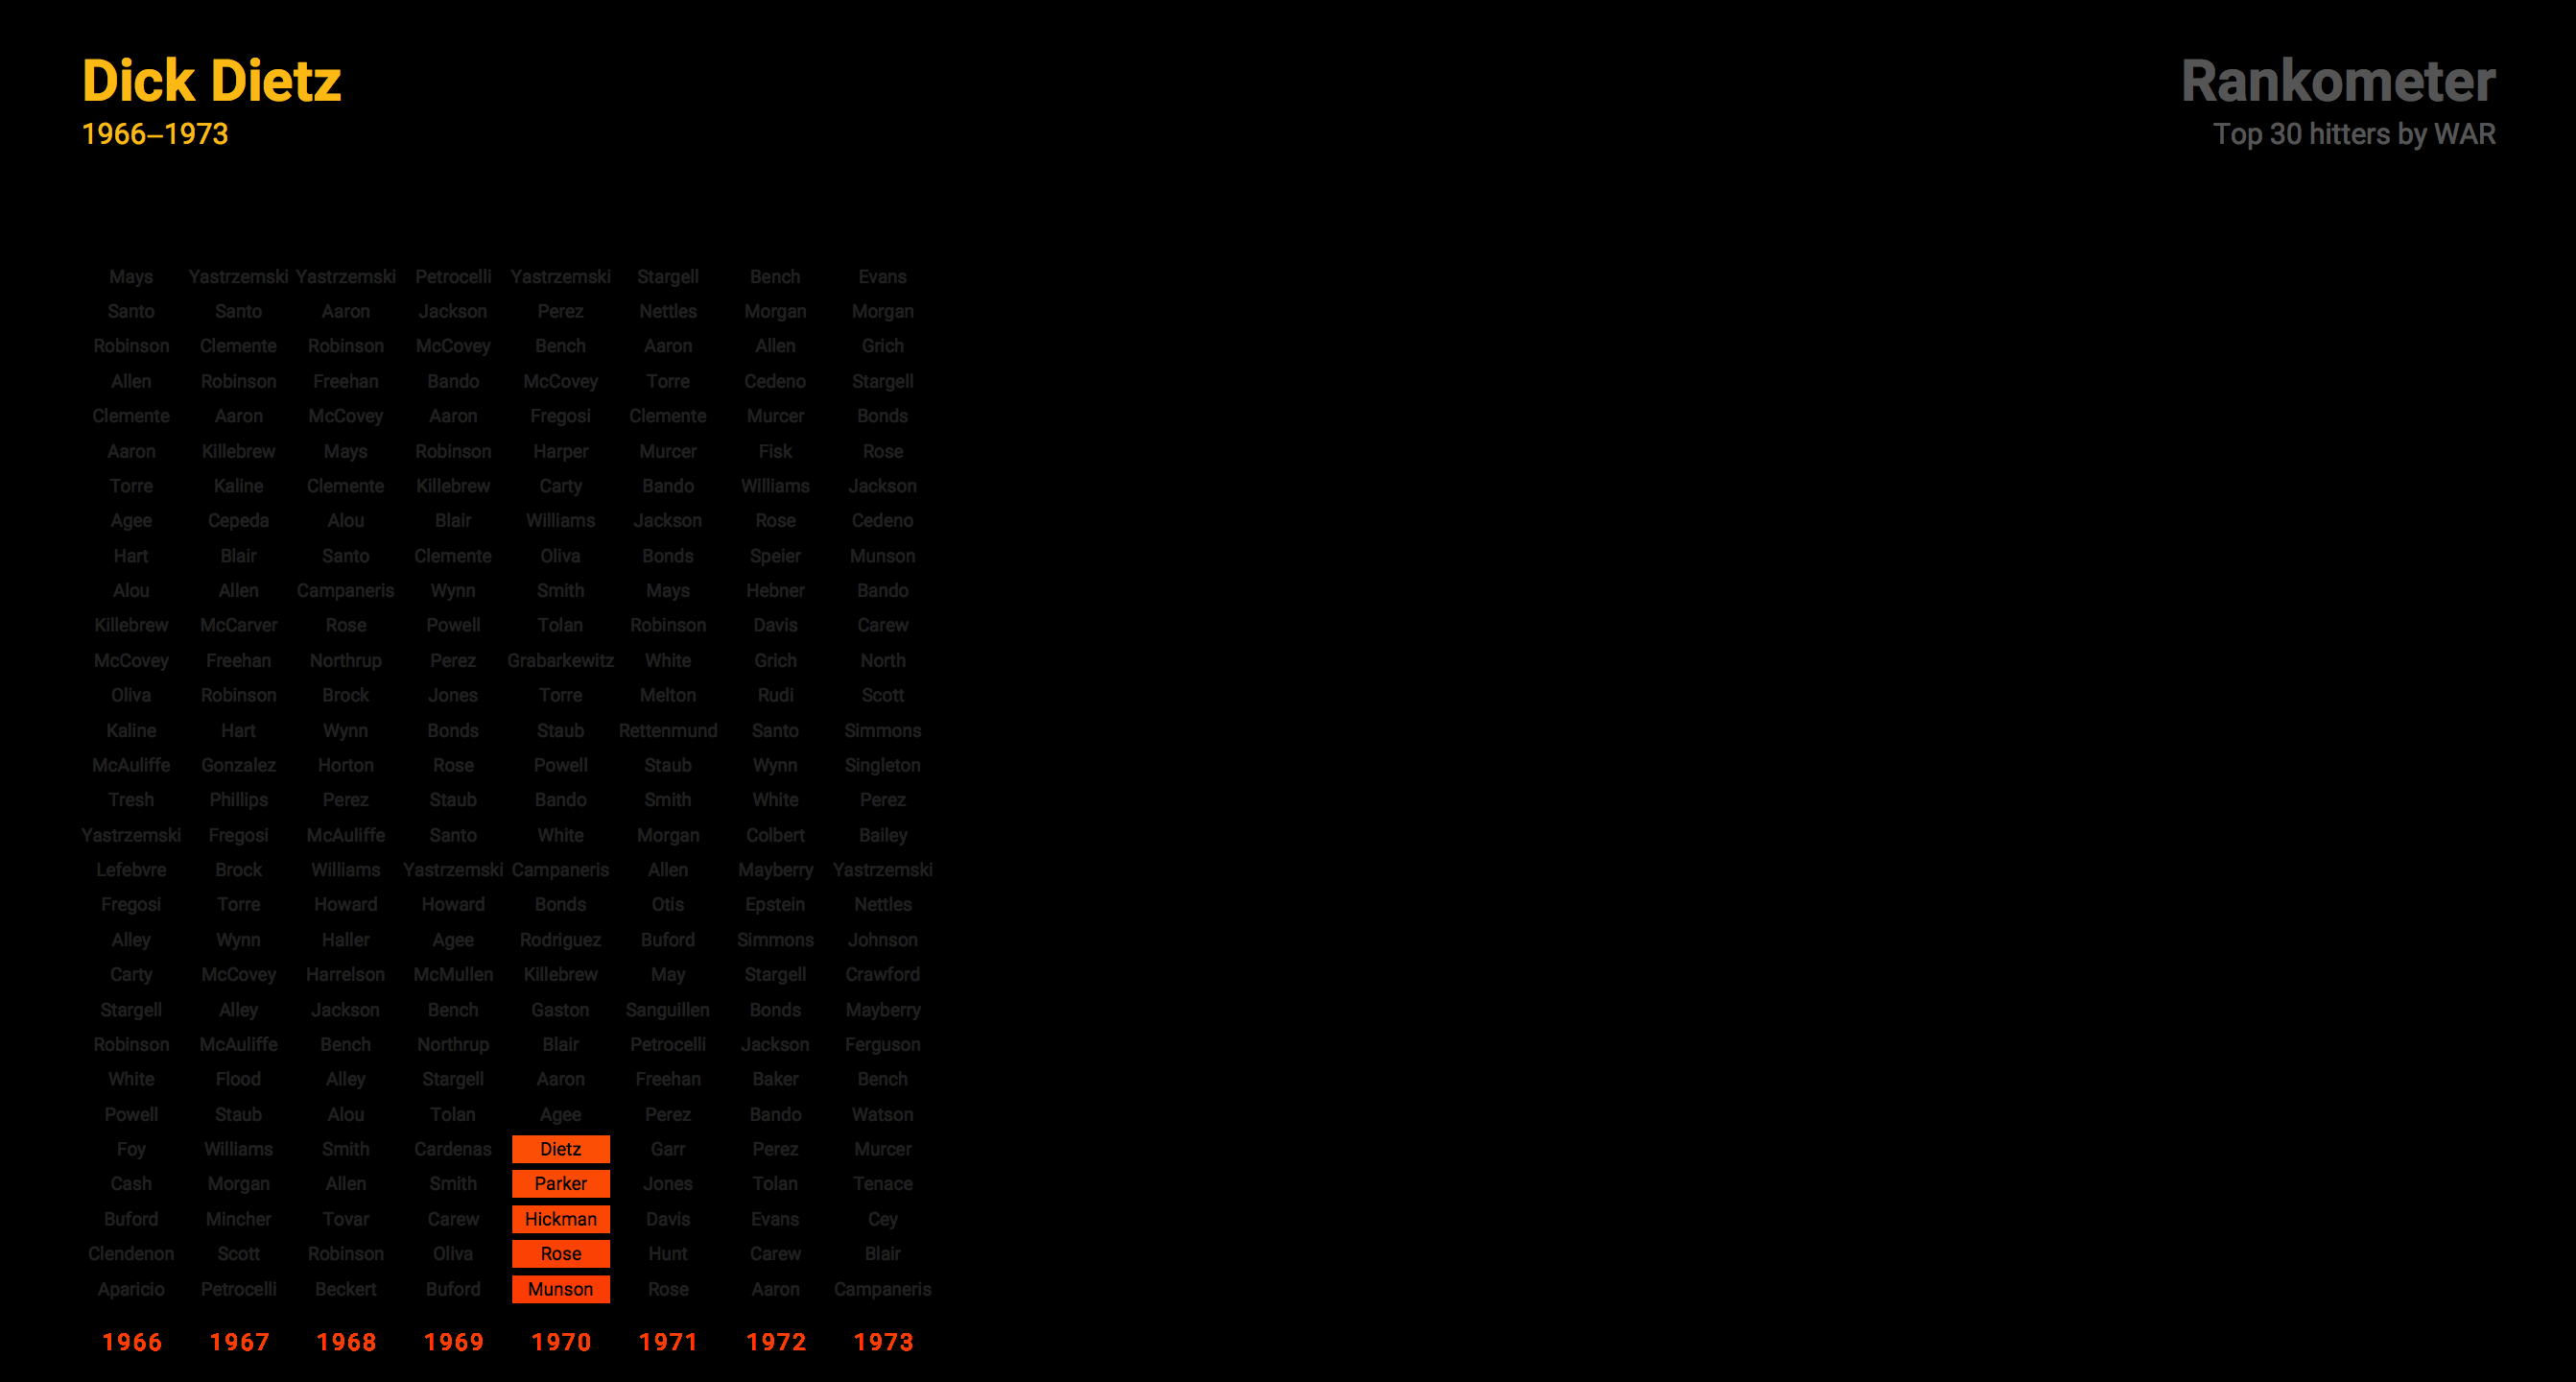 Dick Dietz
1966–1973
Rankometer
Top 30 hitters by WAR
Mays Yastrzemski Yastrzemski Petrocelli Yastrzemski Stargell Bench Evans
Santo Santo Aaron Jackson Perez Nettles Morgan Morgan
Robinson Clemente Robinson McCovey Bench Aaron Allen Grich
Allen Robinson Freehan Bando McCovey Torre Cedeno Stargell
Clemente Aaron McCovey Aaron Fregosi Clemente Murcer Bonds
Aaron Killebrew Mays Robinson Harper Murcer Fisk Rose
Torre Kaline Clemente Killebrew Carty Bando Williams Jackson
Agee Cepeda Alou Blair Williams Jackson Rose Cedeno
Hart Blair Santo Clemente Oliva Bonds Speier Munson
Alou Allen Campaneris Wynn Smith Mays Hebner Bando
Killebrew McCarver Rose Powell Tolan Robinson Davis Carew
McCovey Freehan Northrup Perez Grabarkewitz White Grich North
Oliva Robinson Brock Jones Torre Melton Rudi Scott
Kaline Hart Wynn Bonds Staub Rettenmund Santo Simmons
McAuliffe Gonzalez Horton Rose Powell Staub Wynn Singleton
Tresh Phillips Perez Staub Bando Smith White Perez
Yastrzemski Fregosi McAuliffe Santo White Morgan Colbert Bailey
Lefebvre Brock Williams Yastrzemski Campaneris Allen Mayberry Yastrzemski
Fregosi Torre Howard Howard Bonds Otis Epstein Nettles
Alley Wynn Haller Agee Rodriguez Buford Simmons Johnson
Carty McCovey Harrelson McMullen Killebrew May Stargell Crawford
Stargell Alley Jackson Bench Gaston Sanguillen Bonds Mayberry
Robinson McAuliffe Bench Northrup Blair Petrocelli Jackson Ferguson
White Flood Alley Stargell Aaron Freehan Baker Bench
Powell Staub Alou Tolan Agee Perez Bando Watson
Foy Williams Smith Cardenas Dietz Garr Perez Murcer
Cash Morgan Allen Smith Parker Jones Tolan Tenace
Buford Mincher Tovar Carew Hickman Davis Evans Cey
Clendenon Scott Robinson Oliva Rose Hunt Carew Blair
Aparicio Petrocelli Beckert Buford Munson Rose Aaron Campaneris
1966 1967 1968 1969 1970 1971 1972 1973